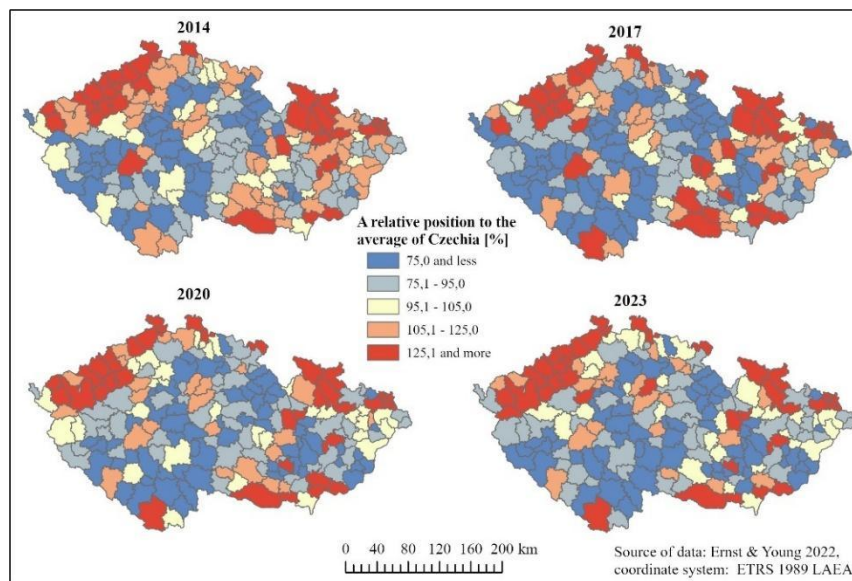 2014
2017
A relative position to the
average of Czechia [%]
75,0 and less
75,1 - 95,0
95,1 - 105,0
105,1 - 125,0
125,1 and more
2020
2023
0 40 80 120 160 200 km
Source of data: Ernst & Young 2022,
coordinate system: ETRS 1989 LAEA